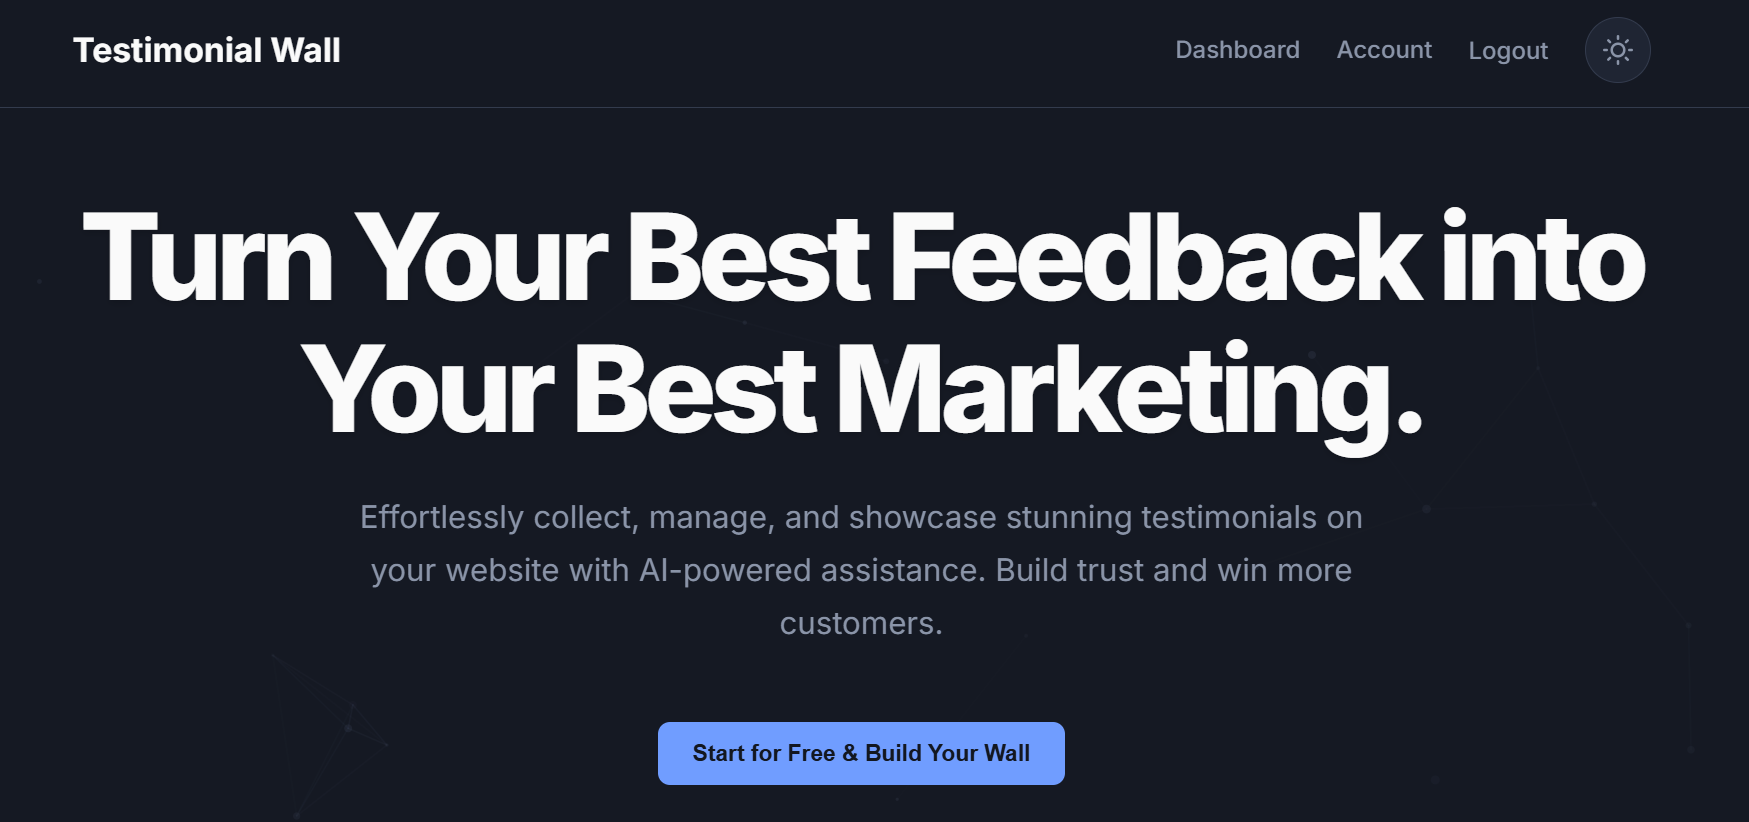 Testimonial Wall
Dashboard
Account
Logout
Turn Your Best Feedback into
Your Best Marketing.
Effortlessly collect, manage, and showcase stunning testimonials on
your website with AI-powered assistance. Build trust and win more
customers.
Start for Free & Build Your Wall